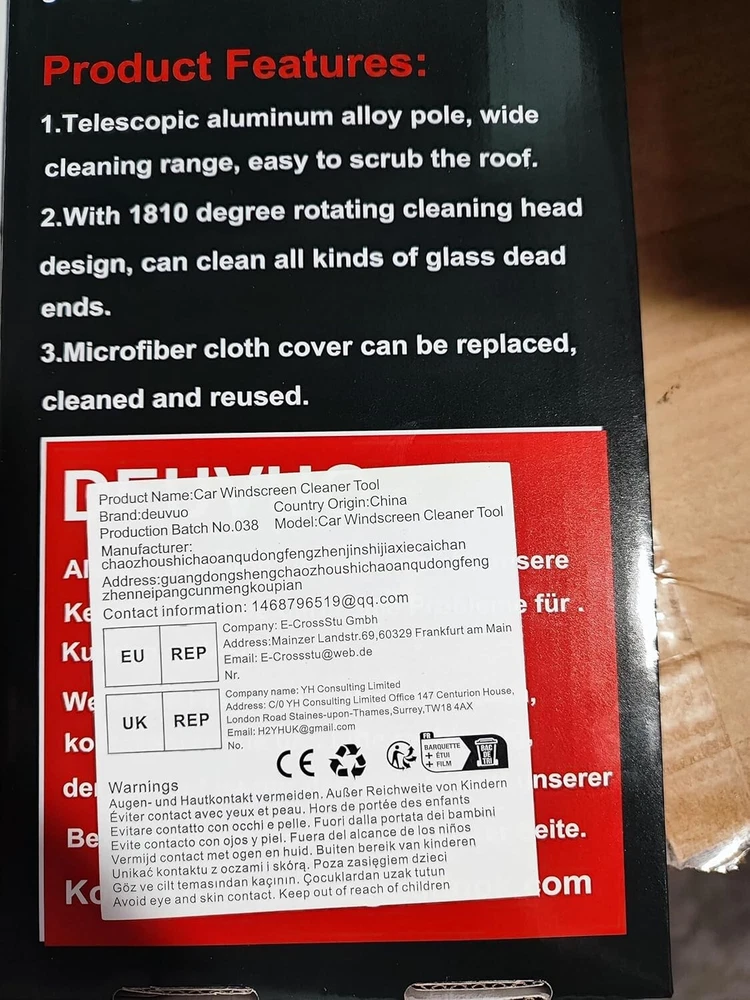 Product Features:
1.Telescopic aluminum alloy pole, wide
cleaning range, easy to scrub the roof.
2.With 1810 degree rotating cleaning head
design, can clean all kinds of glass dead
ends.
3.Microfiber cloth cover can be replaced,
cleaned and reused.
Product Name:Car Windscreen Cleaner Tool
Brand:deuvuo
Country Origin:China
Production Batch No.038
Model:Car Windscreen Cleaner Tool
Manufacturer:
chaozhoushichaoanqudongfengzhenjinshijiaxiecaichan
Address:guangdongshengchaozhoushichaoanqudongfeng
zhenneipangcunmengkoupian
Contact information: 1468796519@qq.com
EU REP
Company: E-CrossStu Gmbh
Address:Mainzer Landstr.69,60329 Frankfurt am Main
Email: E-Crossstu@web.de
Nr.
UK REP
Company name: YH Consulting Limited
Address: C/0 YH Consulting Limited Office 147 Centurion House,
London Road Staines-upon-Thames,Surrey,TW18 4AX
Email: H2YHUK@gmail.com
No.
CE
FR
BARQUETTE
+ ÉTUI
+ FILM
BAC
DE
TRI
Warnings
Augen- und Hautkontakt vermeiden. Außer Reichweite von Kindern
Éviter contact avec yeux et peau. Hors de portée des enfants
Evitare contatto con occhi e pelle. Fuori dalla portata dei bambini
Evite contacto con ojos y piel. Fuera del alcance de los niños
Vermijd contact met ogen en huid. Buiten bereik van kinderen
Unikać kontaktu z oczami i skórą. Poza zasięgiem dzieci
Göz ve cilt temasından kaçının. Çocuklardan uzak tutun
Avoid eye and skin contact. Keep out of reach of children
für .